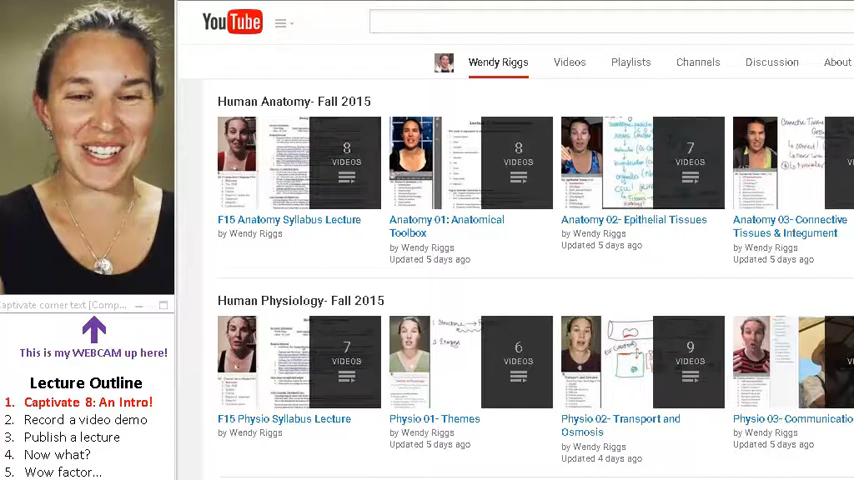 YouTube
Wendy Riggs
Videos
Playlists
Channels
Discussion
About
Human Anatomy- Fall 2015
8
VIDEOS
8
VIDEOS
7
VIDEOS
F15 Anatomy Syllabus Lecture
by Wendy Riggs
Anatomy 01: Anatomical
Toolbox
by Wendy Riggs
Updated 5 days ago
Anatomy 02- Epithelial Tissues
by Wendy Riggs
Updated 5 days ago
Anatomy 03- Connective
Tissues & Integument
by Wendy Riggs
Updated 5 days ago
Human Physiology- Fall 2015
7
VIDEOS
6
VIDEOS
9
VIDEOS
F15 Physio Syllabus Lecture
by Wendy Riggs
Physio 01- Themes
by Wendy Riggs
Updated 5 days ago
Physio 02- Transport and
Osmosis
by Wendy Riggs
Updated 4 days ago
Physio 03- Communicatio
by Wendy Riggs
Updated 5 days ago
Captivate corner text [Comp...
This is my WEBCAM up here!
Lecture Outline
1. Captivate 8: An Intro!
2. Record a video demo
3. Publish a lecture
4. Now what?
5. Wow factor...